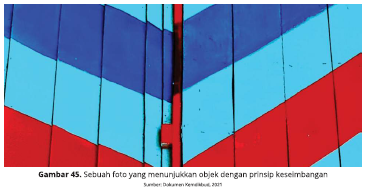 Gambar 45. Sebuah foto yang menunjukkan objek dengan prinsip keseimbangan
Sumber: Dokumen Kemdikbud, 2021